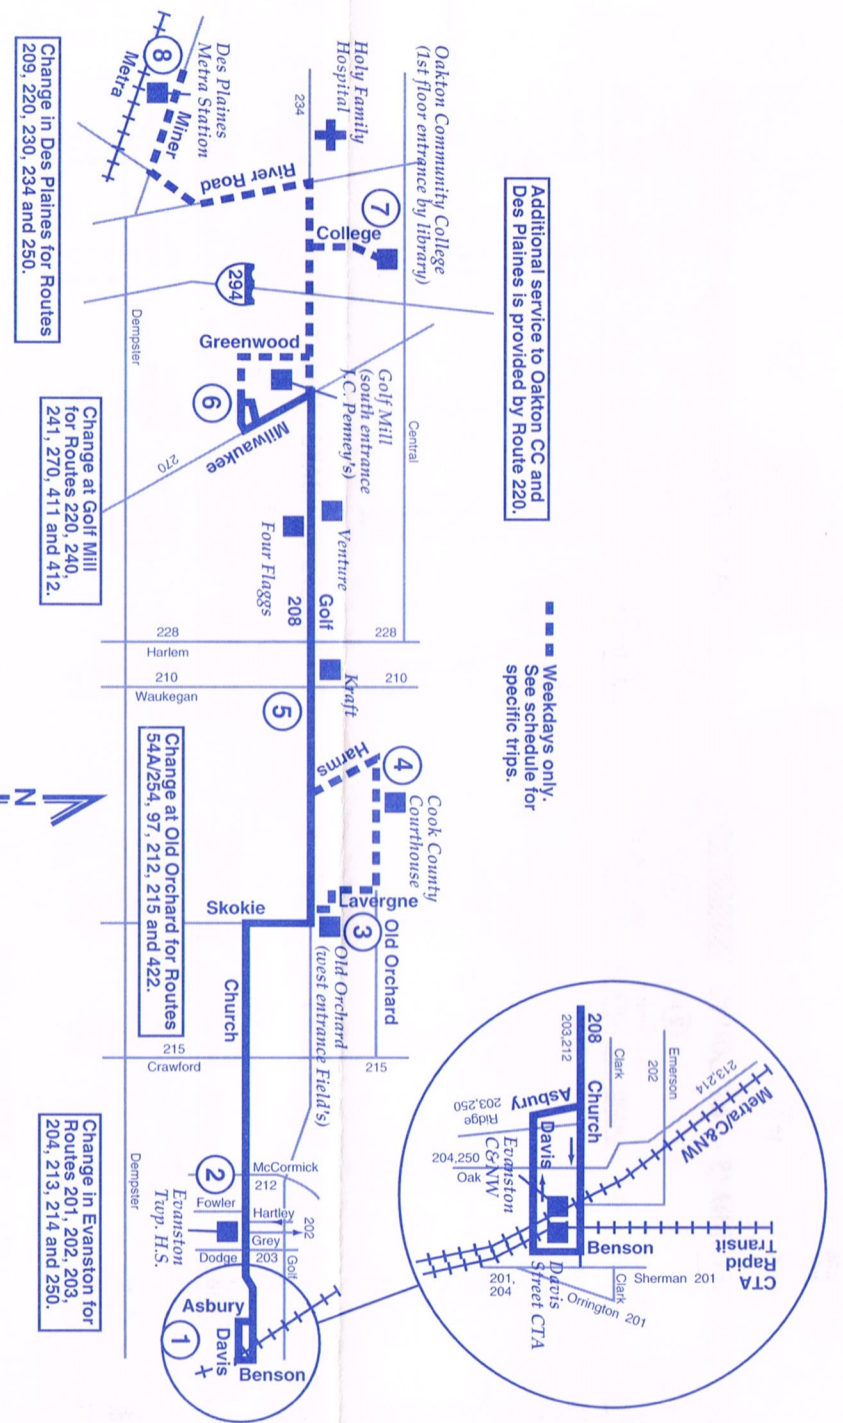 Oakton Community College
(1st floor entrance by library)
Additional service to Oakton CC and
Des Plaines is provided by Route 220.
Weekdays only.
See schedule for
specific trips.
Holy Family
Hospital
234
7
College
River Road
Des Plaines
Metra Station
8
Miner
Metra
Change in Des Plaines for Routes
209, 220, 230, 234 and 250.
294
Dempster
Greenwood
Golf Mill
(south entrance
J.C. Penney's)
Central
6
Milwaukee
270
Change at Golf Mill
for Routes 220, 240,
241, 270, 411 and 412.
Venture
Four Flaggs
Golf
208
228
Harlem
228
210
Waukegan
210
Kraft
5
Harms
4
Cook County
Courthouse
Lavergne
Old Orchard
3
Old Orchard
(west entrance Field's)
Skokie
Change at Old Orchard for Routes
54A/254, 97, 212, 215 and 422.
N
Church
215
Crawford
215
Dempster
2
McCormick
212
Fowler
Hartley
202
Grey
Dodge
203
Golf
Evanston
Twp. H.S.
Change in Evanston for
Routes 201, 202, 203,
204, 213, 214 and 250.
Asbury
Davis
Benson
1
208
Church
203,212
Clark
202
Emerson
213,214
Metra/C&NW
Asbury
Ridge
203,250
Davis
204,250
Oak
Evanston
C&NW
Benson
CTA
Rapid
Transit
Davis
Street CTA
201,
204
Clark
Sherman 201
Orrington 201